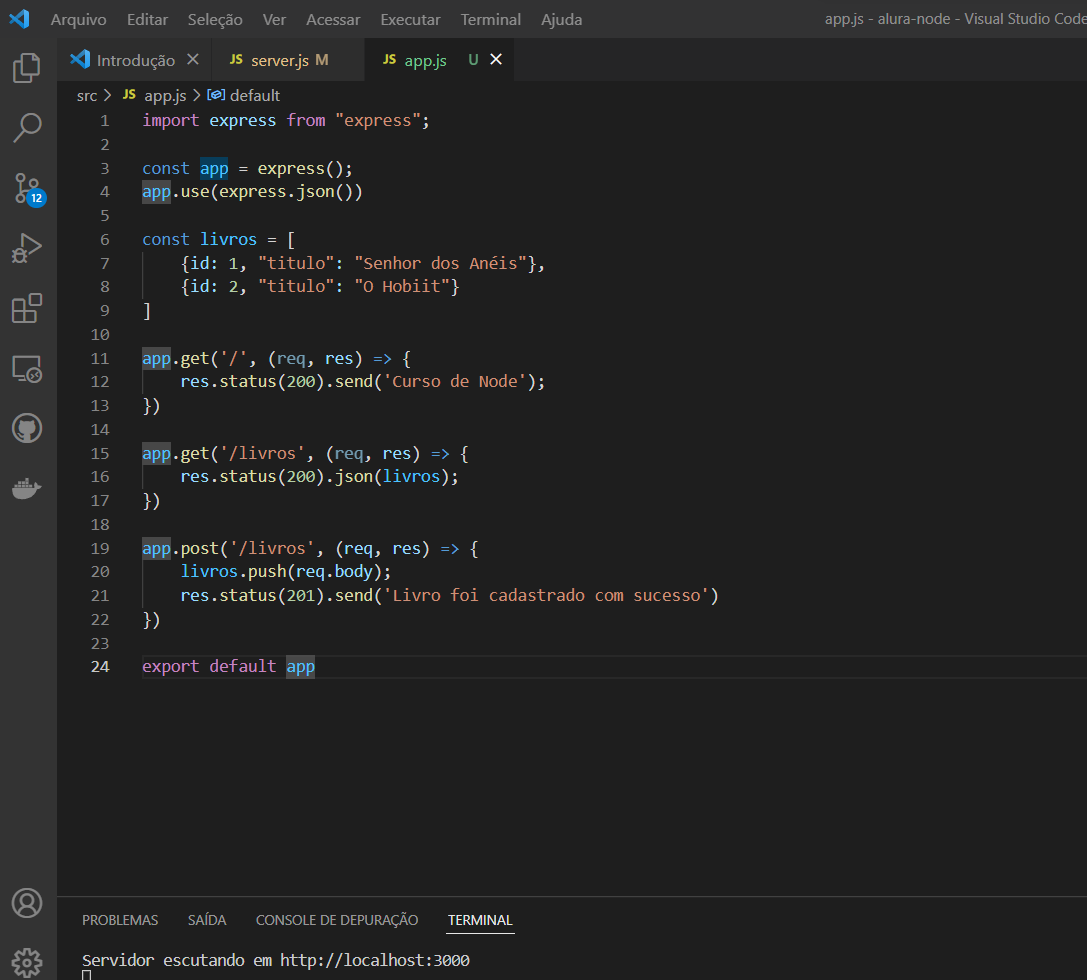 Arquivo Editar Seleção Ver Acessar Executar Terminal Ajuda app.js - alura-node - Visual Studio Code
Introdução JS server.js M JS app.js U
src > JS app.js > default
1 import express from "express";
2
3 const app = express();
4 app.use(express.json())
5
6 const livros = [
7     {id: 1, "titulo": "Senhor dos Anéis"},
8     {id: 2, "titulo": "O Hobiit"}
9 ]
10
11 app.get('/', (req, res) => {
12     res.status(200).send('Curso de Node');
13 })
14
15 app.get('/livros', (req, res) => {
16     res.status(200).json(livros);
17 })
18
19 app.post('/livros', (req, res) => {
20     livros.push(req.body);
21     res.status(201).send('Livro foi cadastrado com sucesso')
22 })
23
24 export default app
12
PROBLEMAS SAÍDA CONSOLE DE DEPURAÇÃO TERMINAL
Servidor escutando em http://localhost:3000